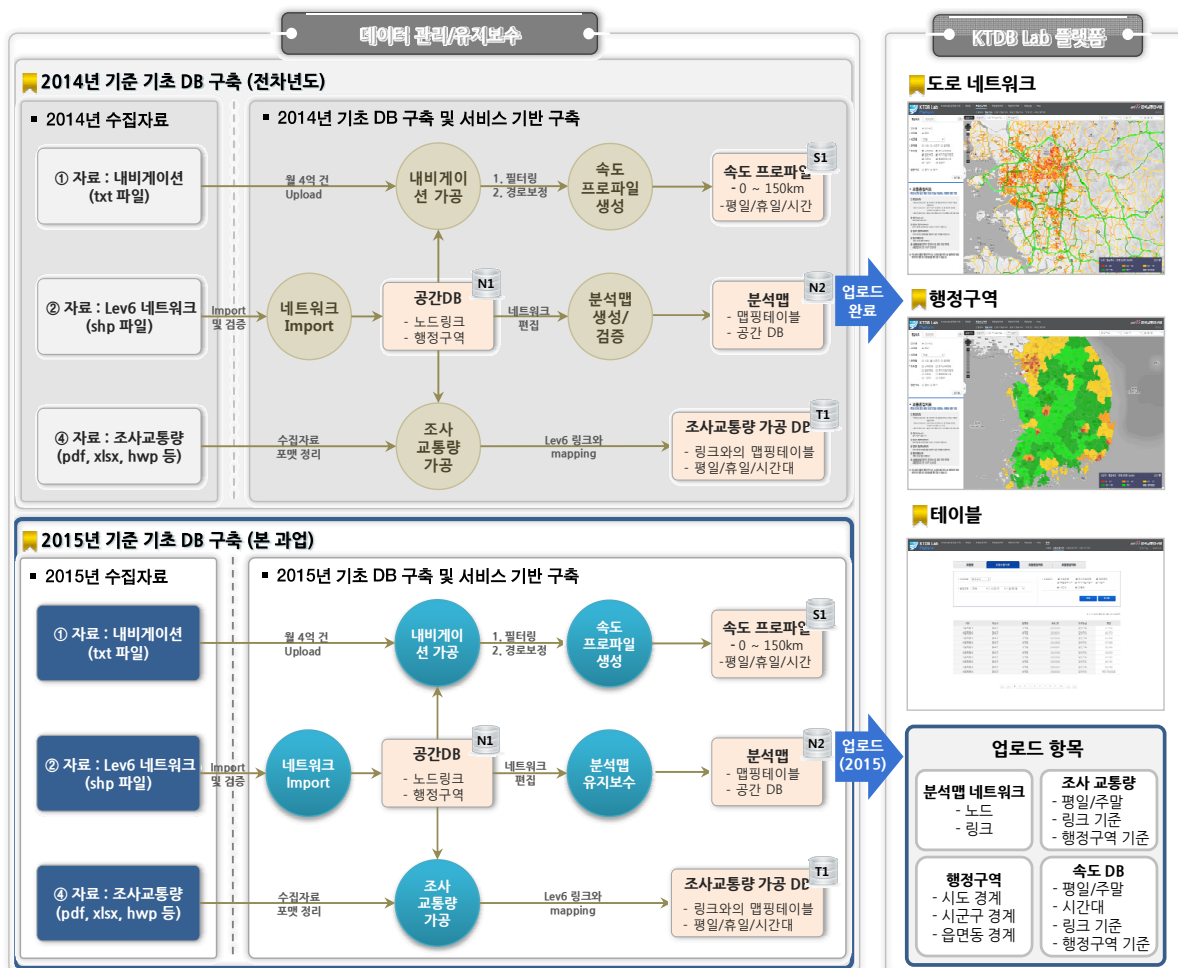 데이터 관리/유지보수
2014년 기준 기초 DB 구축 (전차년도)
▪ 2014년 수집자료
① 자료 : 내비게이션
(txt 파일)
② 자료 : Lev6 네트워크
(shp 파일)
④ 자료 : 조사교통량
(pdf, xlsx, hwp 등)
▪ 2014년 기초 DB 구축 및 서비스 기반 구축
월 4억 건
Upload
내비게이
션 가공
1. 필터링
2. 경로보정
속도
프로파일
생성
S1
속도 프로파일
- 0 ~ 150km
-평일/휴일/시간
Import
및 검증
네트워크
Import
N1
공간DB
- 노드링크
- 행정구역
네트워크
편집
분석맵
생성/
검증
N2
분석맵
- 맵핑테이블
- 공간 DB
수집자료
포맷 정리
조사
교통량
가공
Lev6 링크와
mapping
T1
조사교통량 가공 DB
- 링크와의 맵핑테이블
- 평일/휴일/시간대
업로드
완료
2015년 기준 기초 DB 구축 (본 과업)
▪ 2015년 수집자료
① 자료 : 내비게이션
(txt 파일)
② 자료 : Lev6 네트워크
(shp 파일)
④ 자료 : 조사교통량
(pdf, xlsx, hwp 등)
▪ 2015년 기초 DB 구축 및 서비스 기반 구축
월 4억 건
Upload
내비게이
션 가공
1. 필터링
2. 경로보정
속도
프로파일
생성
S1
속도 프로파일
- 0 ~ 150km
-평일/휴일/시간
Import
및 검증
네트워크
Import
N1
공간DB
- 노드링크
- 행정구역
네트워크
편집
분석맵
유지보수
N2
분석맵
- 맵핑테이블
- 공간 DB
수집자료
포맷 정리
조사
교통량
가공
Lev6 링크와
mapping
T1
조사교통량 가공 DB
- 링크와의 맵핑테이블
- 평일/휴일/시간대
업로드
(2015)
KTDB Lab 플랫폼
도로 네트워크
KTDB Lab
행정구역
KTDB Lab
테이블
KTDB Lab
업로드 항목
분석맵 네트워크
- 노드
- 링크
조사 교통량
- 평일/주말
- 링크 기준
- 행정구역 기준
행정구역
- 시도 경계
- 시군구 경계
- 읍면동 경계
속도 DB
- 평일/주말
- 시간대
- 링크 기준
- 행정구역 기준